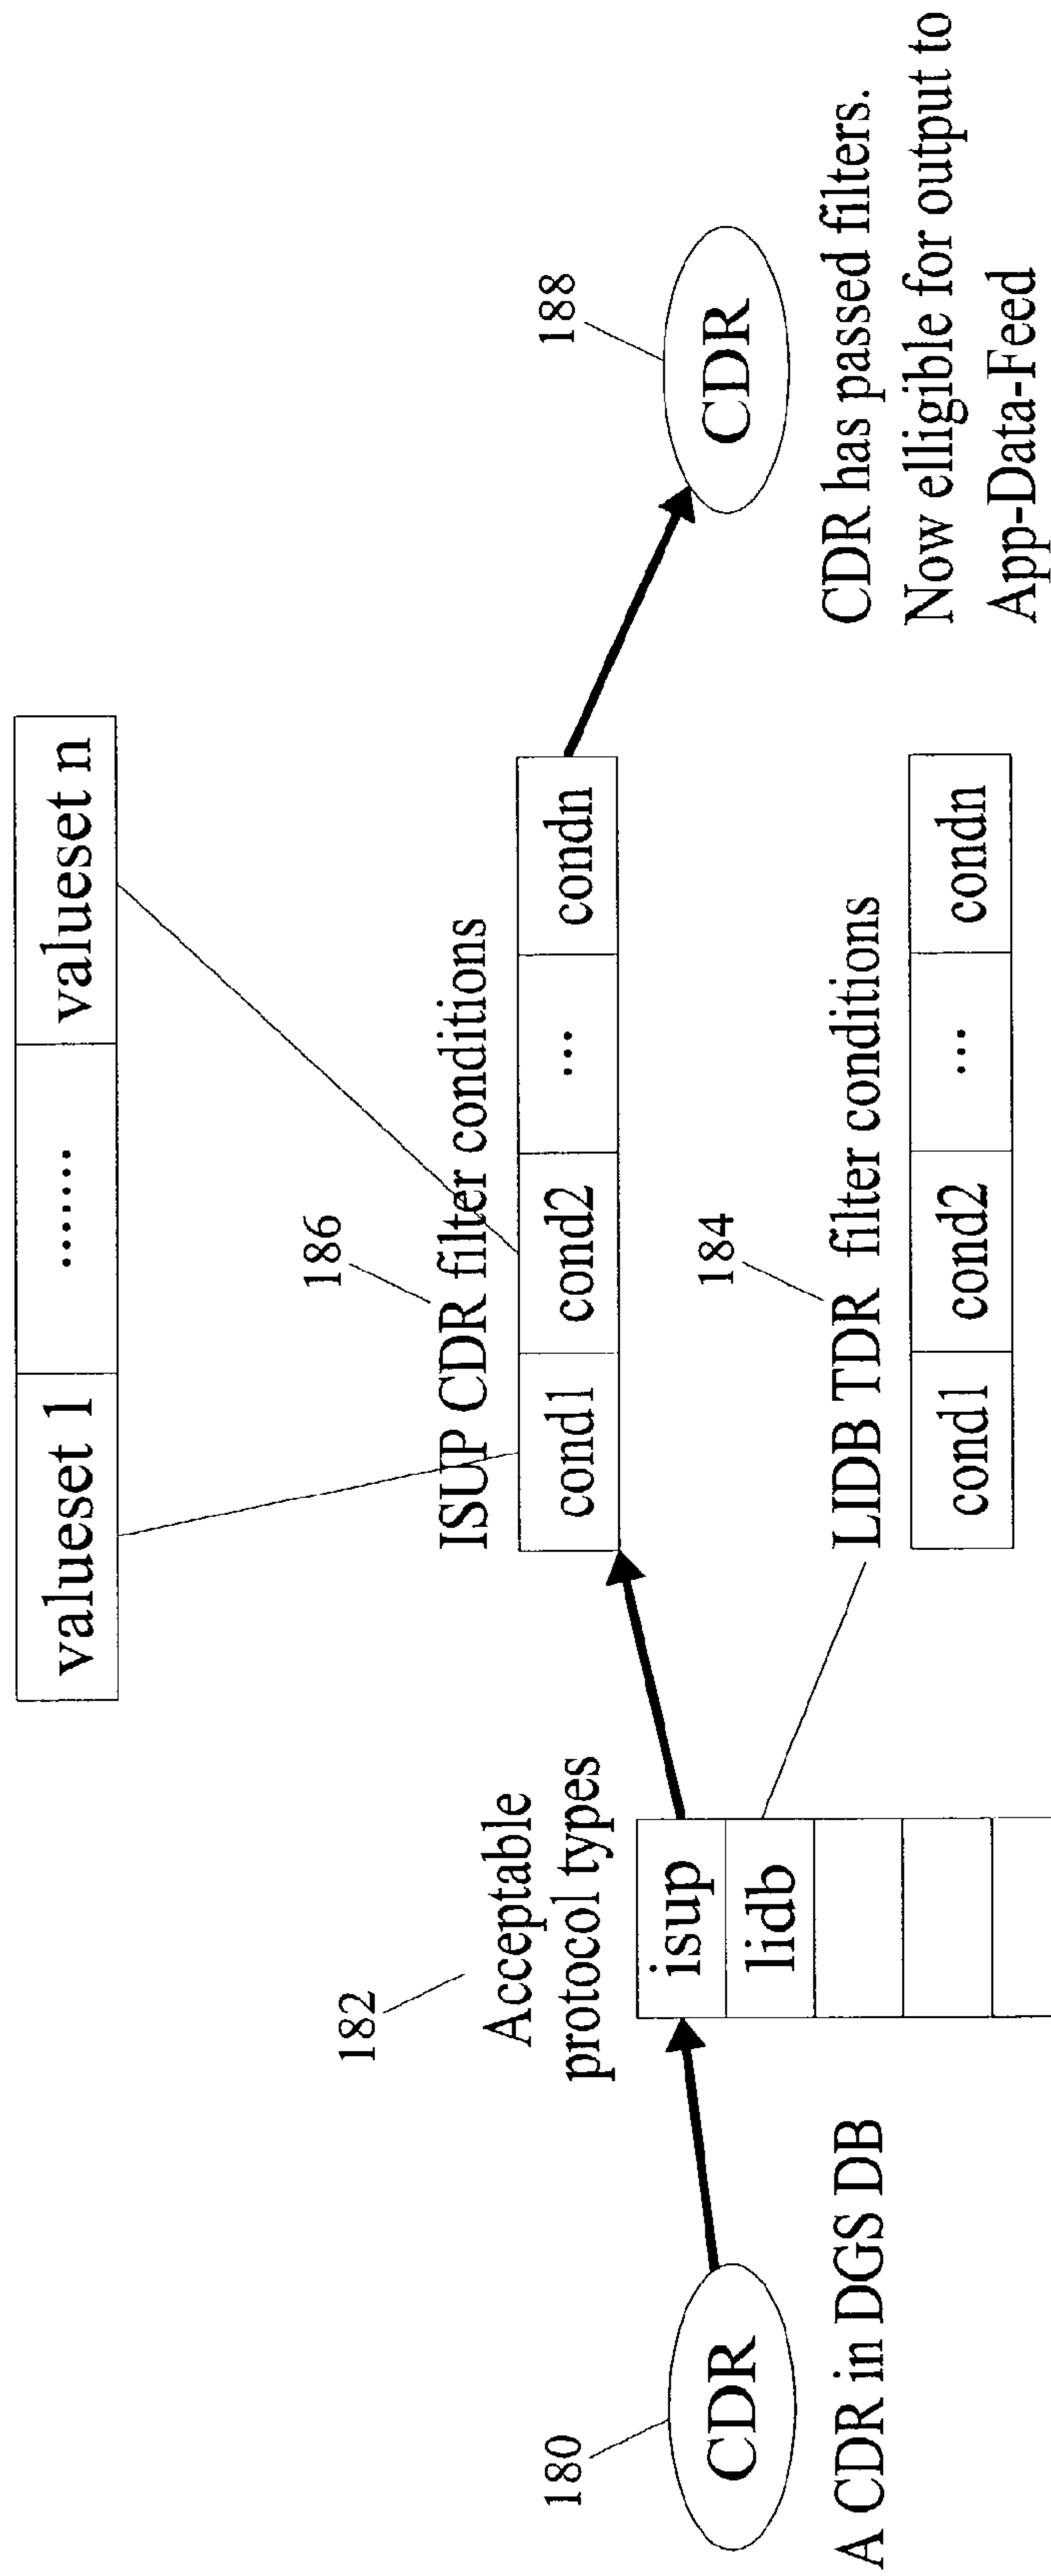 valueset 1 ....... valueset n
186
ISUP CDR filter conditions
cond1 cond2 ... condn
188
CDR
CDR has passed filters.
Now elligible for output to
App-Data-Feed
182
Acceptable
protocol types
isup
lidb
184
LIDB TDR filter conditions
cond1 cond2 ... condn
180
CDR
A CDR in DGS DB